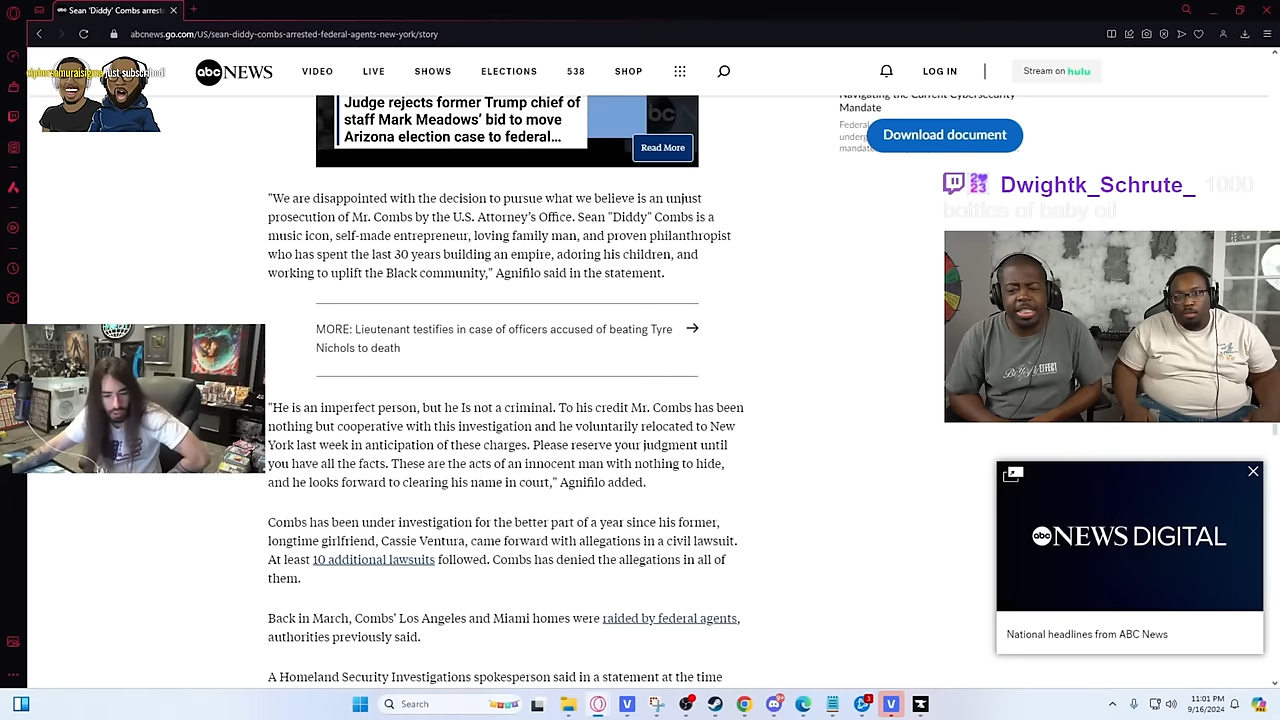 Sean 'Diddy' Combs arrest
abcnews.go.com/US/sean-diddy-combs-arrested-federal-agents-new-york/story
just subscribed!
abc NEWS
VIDEO
LIVE
SHOWS
ELECTIONS
538
SHOP
LOG IN
Stream on hulu
Judge rejects former Trump chief of
staff Mark Meadows' bid to move
Arizona election case to federal...
Read More
Navigating the Current Cybersecurity
Mandate
Federal
mandate
Download document
Dwightk_Schrute_ 1000
bottles of baby oil
"We are disappointed with the decision to pursue what we believe is an unjust
prosecution of Mr. Combs by the U.S. Attorney's Office. Sean "Diddy" Combs is a
music icon, self-made entrepreneur, loving family man, and proven philanthropist
who has spent the last 30 years building an empire, adoring his children, and
working to uplift the Black community," Agnifilo said in the statement.
MORE: Lieutenant testifies in case of officers accused of beating Tyre
Nichols to death
"He is an imperfect person, but he Is not a criminal. To his credit Mr. Combs has been
nothing but cooperative with this investigation and he voluntarily relocated to New
York last week in anticipation of these charges. Please reserve your judgment until
you have all the facts. These are the acts of an innocent man with nothing to hide,
and he looks forward to clearing his name in court," Agnifilo added.
Combs has been under investigation for the better part of a year since his former,
longtime girlfriend, Cassie Ventura, came forward with allegations in a civil lawsuit.
At least 10 additional lawsuits followed. Combs has denied the allegations in all of
them.
Back in March, Combs' Los Angeles and Miami homes were raided by federal agents,
authorities previously said.
A Homeland Security Investigations spokesperson said in a statement at the time
abc NEWS DIGITAL
National headlines from ABC News
Search
11:01 PM
9/16/2024